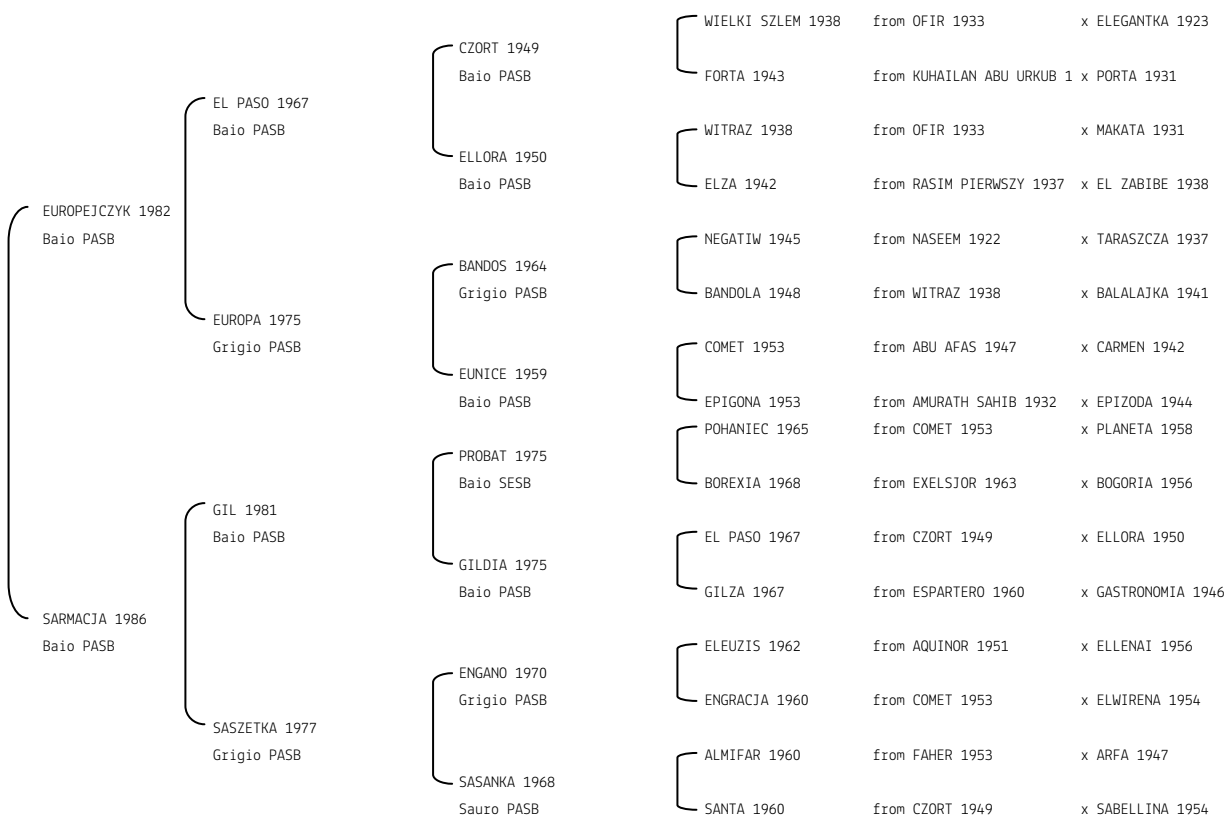 WIELKI SZLEM 1938 from OFIR 1933 x ELEGANTKA 1923
CZORT 1949
Baio PASB FORTA 1943 from KUHAILAN ABU URKUB 1 x PORTA 1931
EL PASO 1967
Baio PASB WITRAZ 1938 from OFIR 1933 x MAKATA 1931
ELLORA 1950
Baio PASB ELZA 1942 from RASIM PIERWSZY 1937 x EL ZABIBE 1938
EUROPEJCZYK 1982
Baio PASB NEGATIW 1945 from NASEEM 1922 x TARASZCZA 1937
BANDOS 1964
Grigio PASB BANDOLA 1948 from WITRAZ 1938 x BALALAJKA 1941
EUROPA 1975
Grigio PASB COMET 1953 from ABU AFAS 1947 x CARMEN 1942
EUNICE 1959
Baio PASB EPIGONA 1953 from AMURATH SAHIB 1932 x EPIZODA 1944
POHANIEC 1965 from COMET 1953 x PLANETA 1958
PROBAT 1975
Baio SESB BOREXIA 1968 from EXELSJOR 1963 x BOGORIA 1956
GIL 1981
Baio PASB EL PASO 1967 from CZORT 1949 x ELLORA 1950
GILDIA 1975
Baio PASB GILZA 1967 from ESPARTERO 1960 x GASTRONOMIA 1946
SARMACJA 1986
Baio PASB ELEUZIS 1962 from AQUINOR 1951 x ELLENAI 1956
ENGANO 1970
Grigio PASB ENGRACJA 1960 from COMET 1953 x ELWIRENA 1954
SASZETKA 1977
Grigio PASB ALMIFAR 1960 from FAHER 1953 x ARFA 1947
SASANKA 1968
Sauro PASB SANTA 1960 from CZORT 1949 x SABELLINA 1954